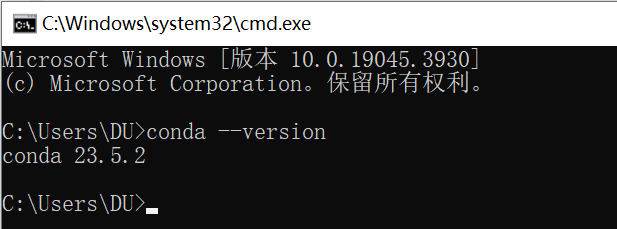 C:\Windows\system32\cmd.exe
Microsoft Windows [版本 10.0.19045.3930]
(c) Microsoft Corporation。保留所有权利。
C:\Users\DU>conda --version
conda 23.5.2
C:\Users\DU>